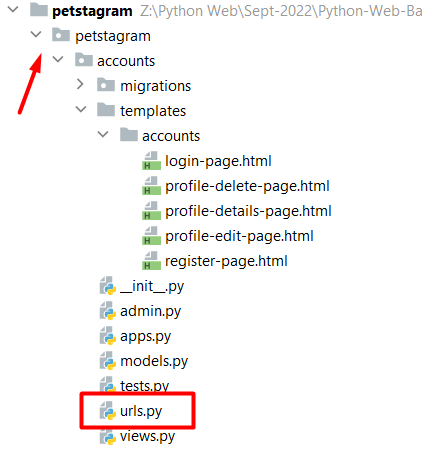 petstagram Z:\Python Web\Sept-2022\Python-Web-Ba
petstagram
accounts
migrations
templates
accounts
login-page.html
profile-delete-page.html
profile-details-page.html
profile-edit-page.html
register-page.html
__init__.py
admin.py
apps.py
models.py
tests.py
urls.py
views.py